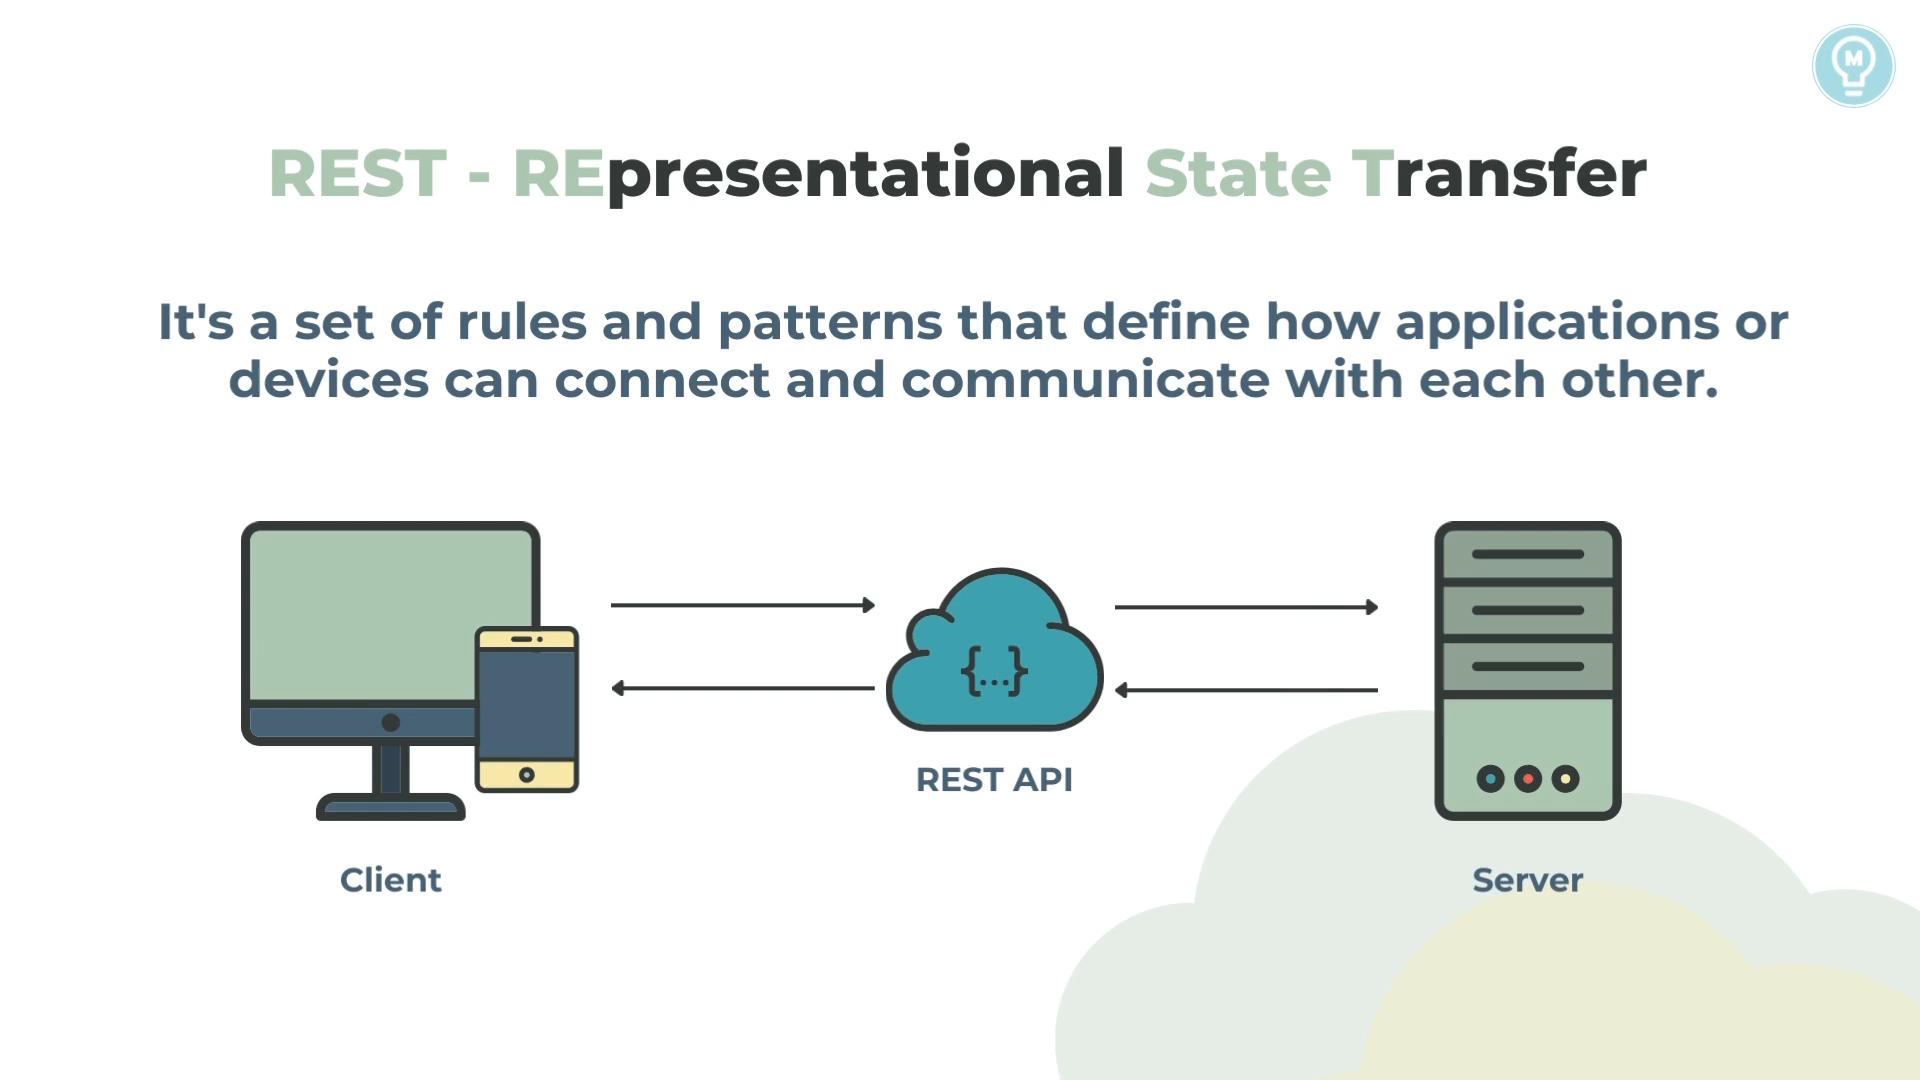 M
REST - REpresentational State Transfer
It's a set of rules and patterns that define how applications or
devices can connect and communicate with each other.
{...}
REST API
Client
Server